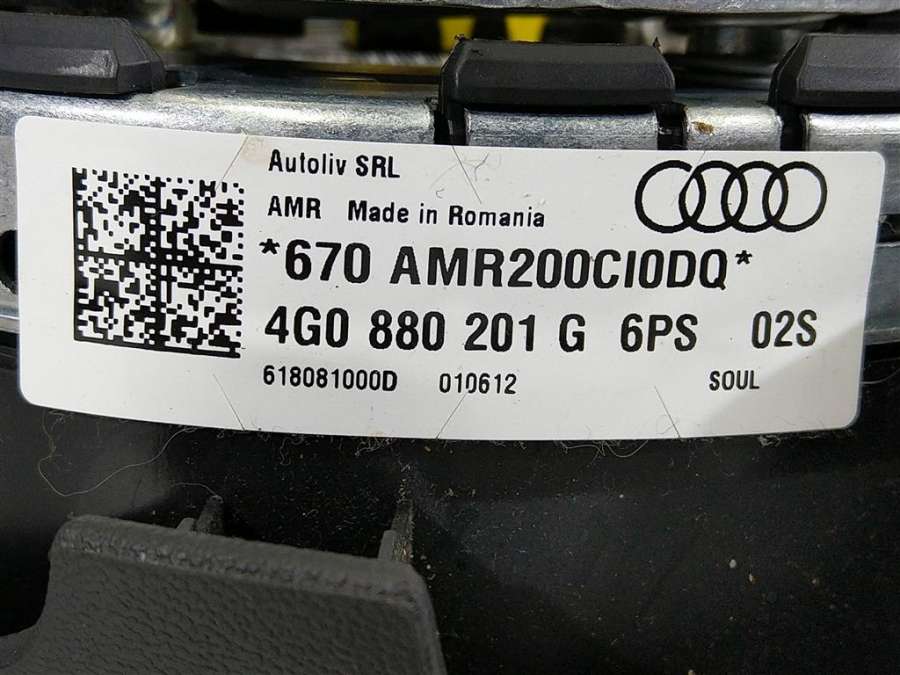 Autoliv SRL
AMR Made in Romania
*670 AMR200CI0DQ*
4G0 880 201 G 6PS 02S
618081000D 010612 SOUL